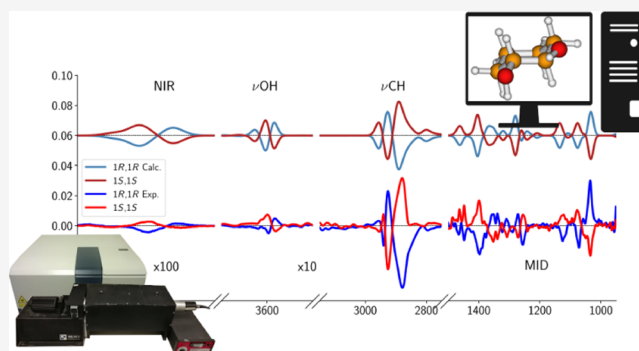 NIR
νOH
νCH
0.10
0.08
0.06
0.04
0.02
0.00
1R,1R Calc.
1S,1S
1R,1R Exp.
1S,1S
x100
x10
MID
3600
3000
2800
1400
1200
1000